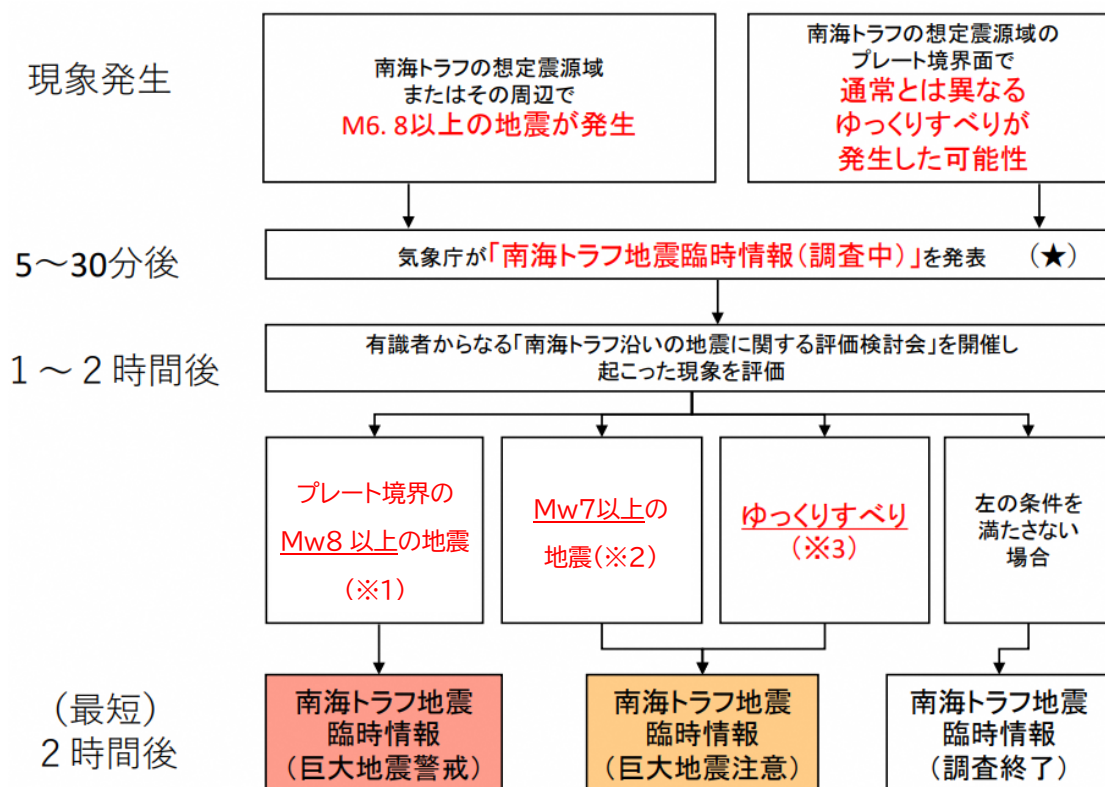 現象発生
南海トラフの想定震源域
またはその周辺で
M6.8以上の地震が発生
南海トラフの想定震源域の
プレート境界面で
通常とは異なる
ゆっくりすべりが
発生した可能性
5～30分後
気象庁が「南海トラフ地震臨時情報(調査中)」を発表 (★)
1～2時間後
有識者からなる「南海トラフ沿いの地震に関する評価検討会」を開催し
起こった現象を評価
プレート境界の
Mw8 以上の地震
(※1)
Mw7以上の
地震(※2)
ゆっくりすべり
(※3)
左の条件を
満たさない
場合
(最短)
2時間後
南海トラフ地震
臨時情報
(巨大地震警戒)
南海トラフ地震
臨時情報
(巨大地震注意)
南海トラフ地震
臨時情報
(調査終了)